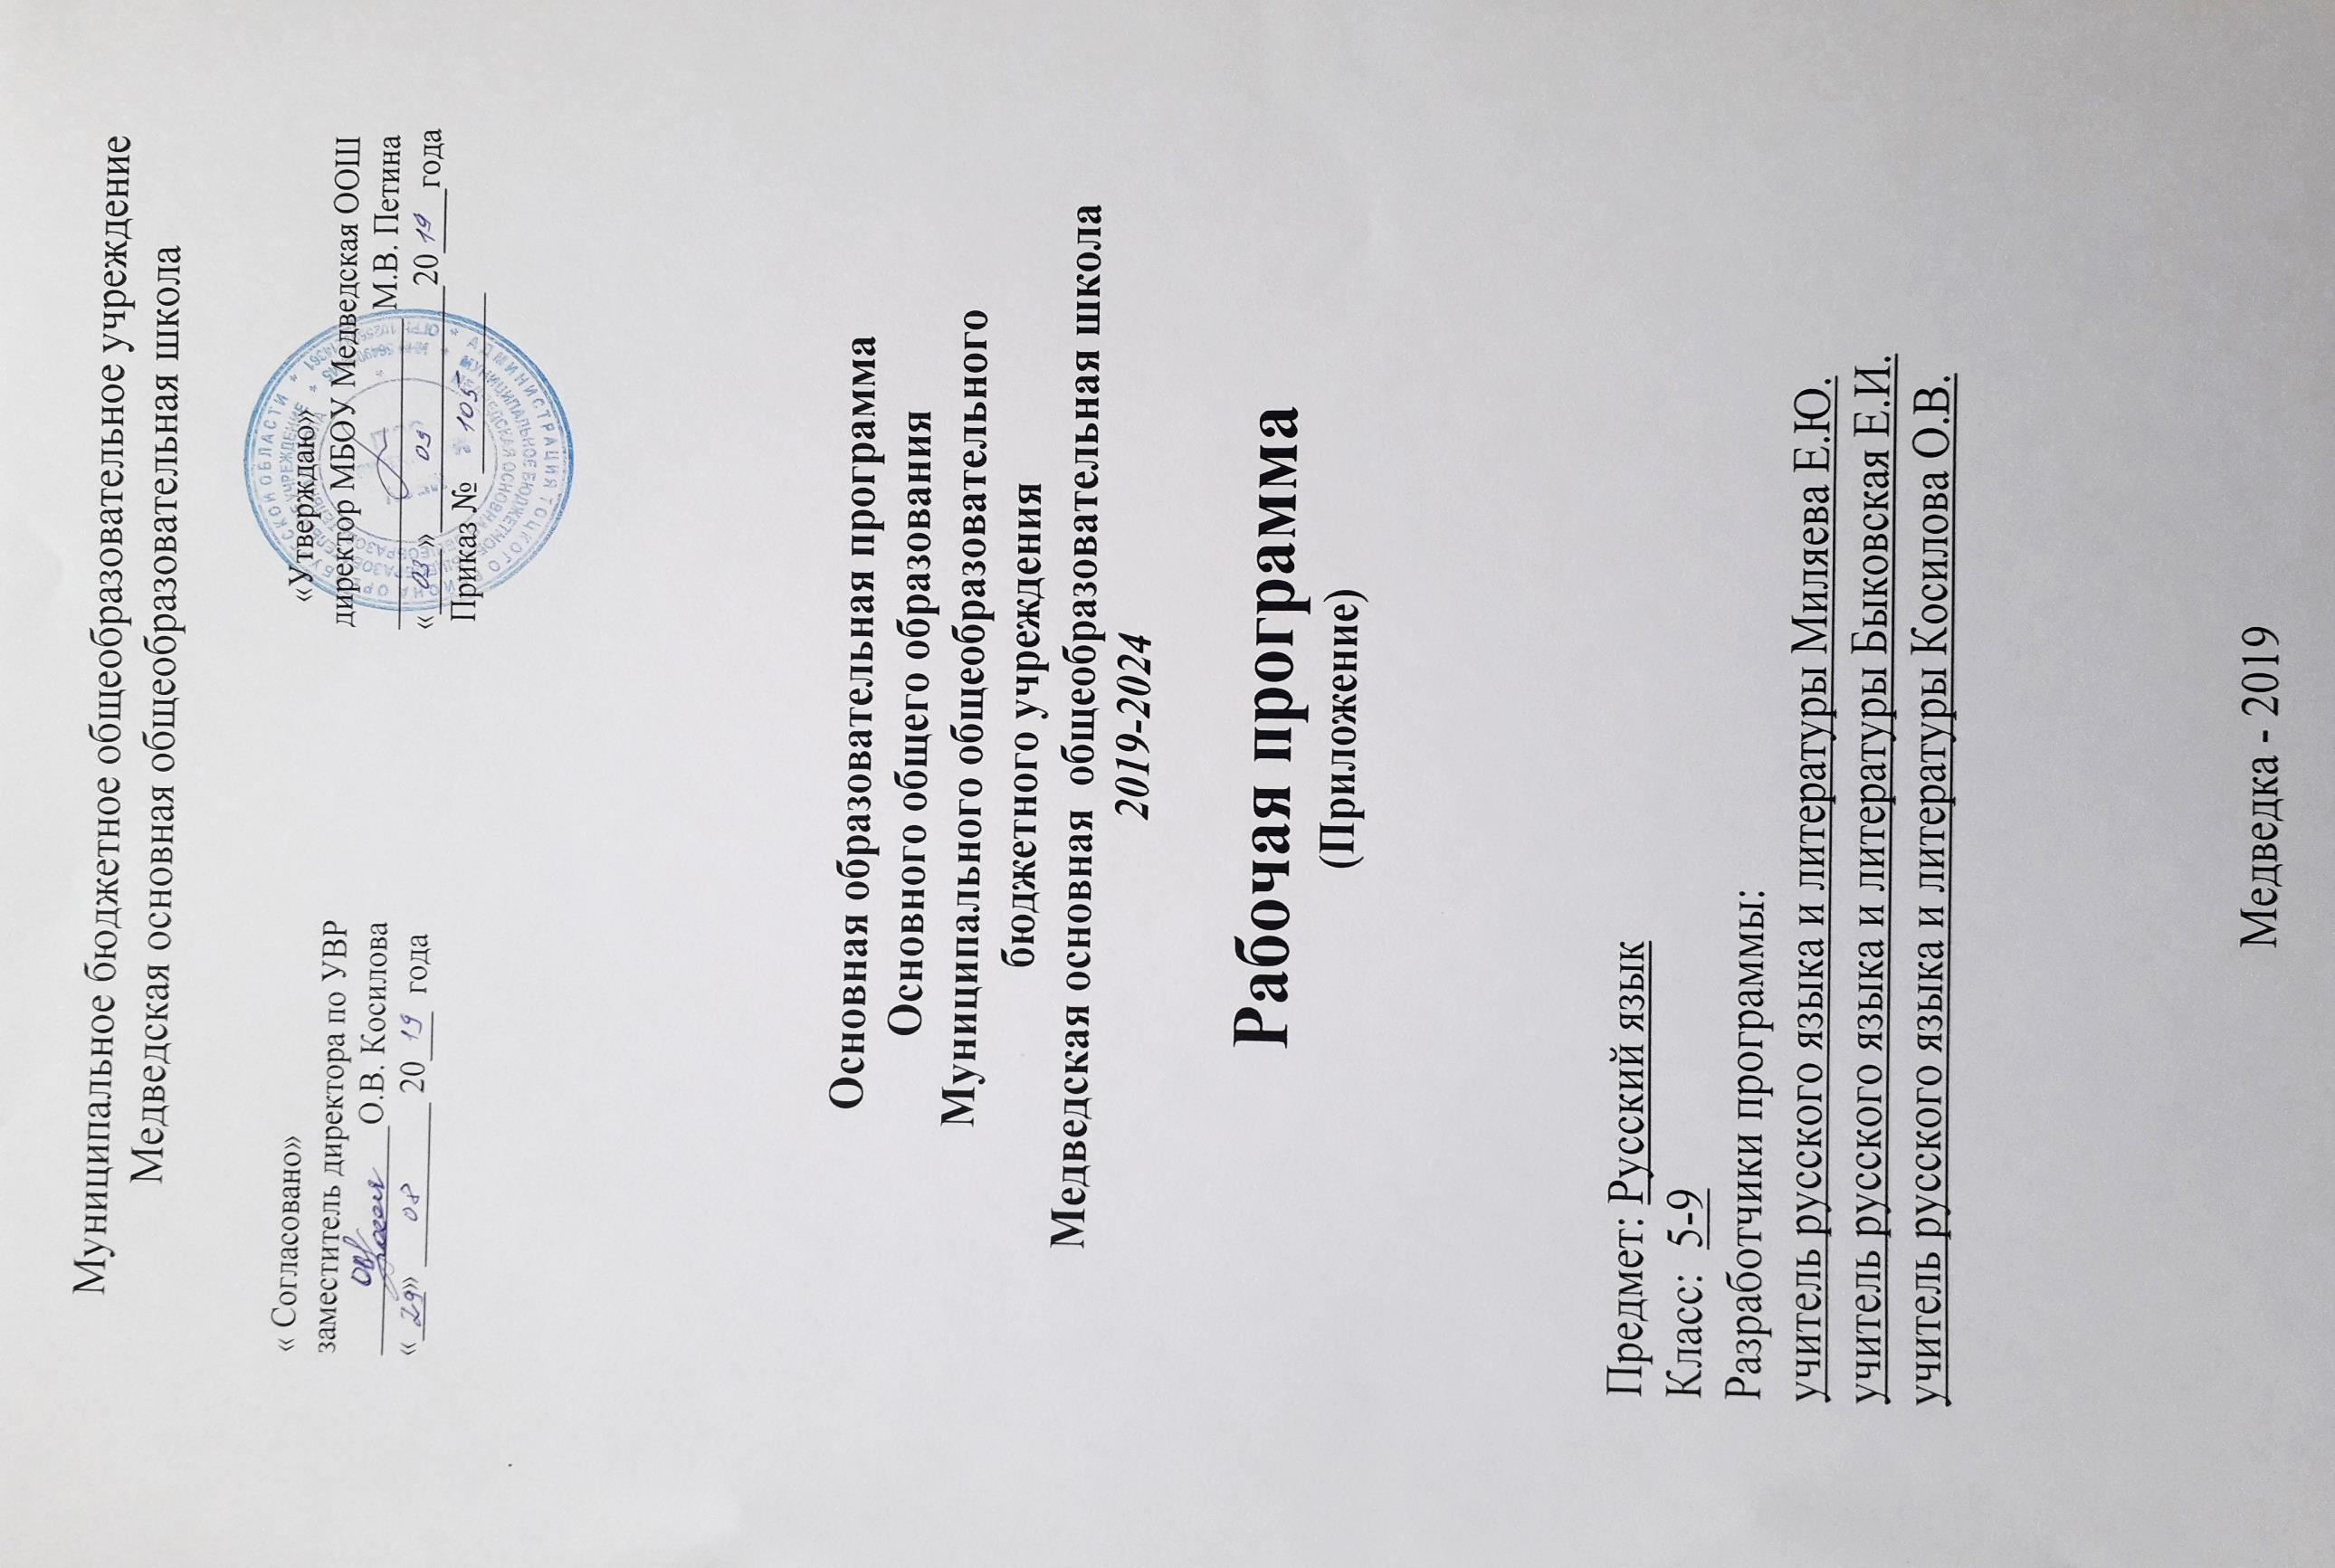 Муниципальное бюджетное общеобразовательное учреждение
Медведская основная общеобразовательная школа
« Согласовано»
заместитель директора по УВР
О.В. Косилова
« 29» 08 2019 года
«Утверждаю»
директор МБОУ Медведская ООШ
М.В. Петина
«03» 09 2019 года
Приказ № 105
Основная образовательная программа
Основного общего образования
Муниципального общеобразовательного
бюджетного учреждения
Медведская основная общеобразовательная школа
2019-2024
Рабочая программа
(Приложение)
Предмет: Русский язык
Класс: 5-9
Разработчики программы:
учитель русского языка и литературы Миляева Е.Ю.
учитель русского языка и литературы Быковская Е.И.
учитель русского языка и литературы Косилова О.В.
Медведка - 2019